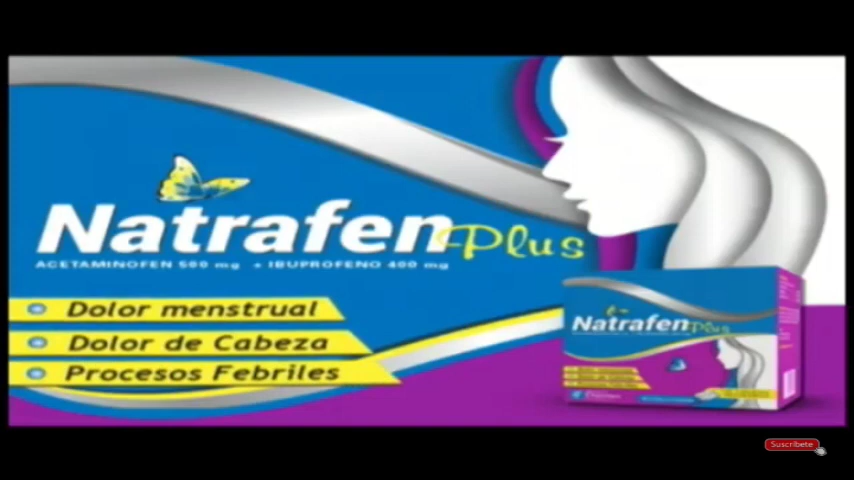 Natrafen Plus
ACETAMINOFEN 500 mg + IBUPROFENO 400 mg
Dolor menstrual
Dolor de Cabeza
Procesos Febriles
Natrafen Plus
Suscríbete